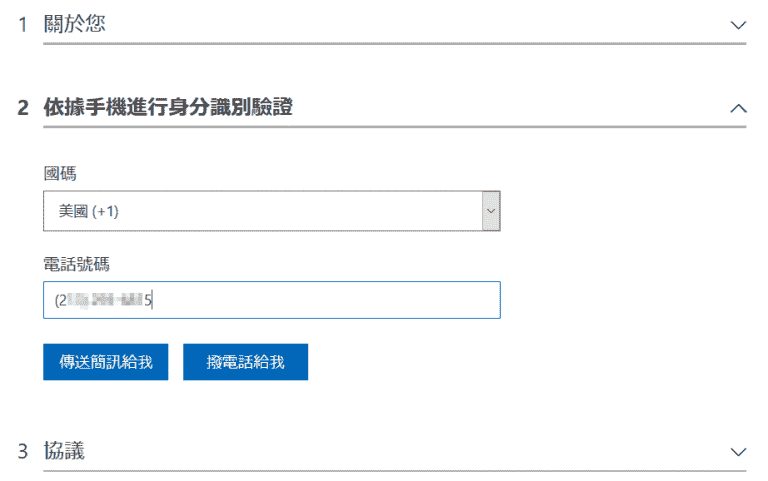 1 關於您
2 依據手機進行身分識別驗證
國碼
美國 (+1)
電話號碼
(2 5
傳送簡訊給我 撥電話給我
3 協議